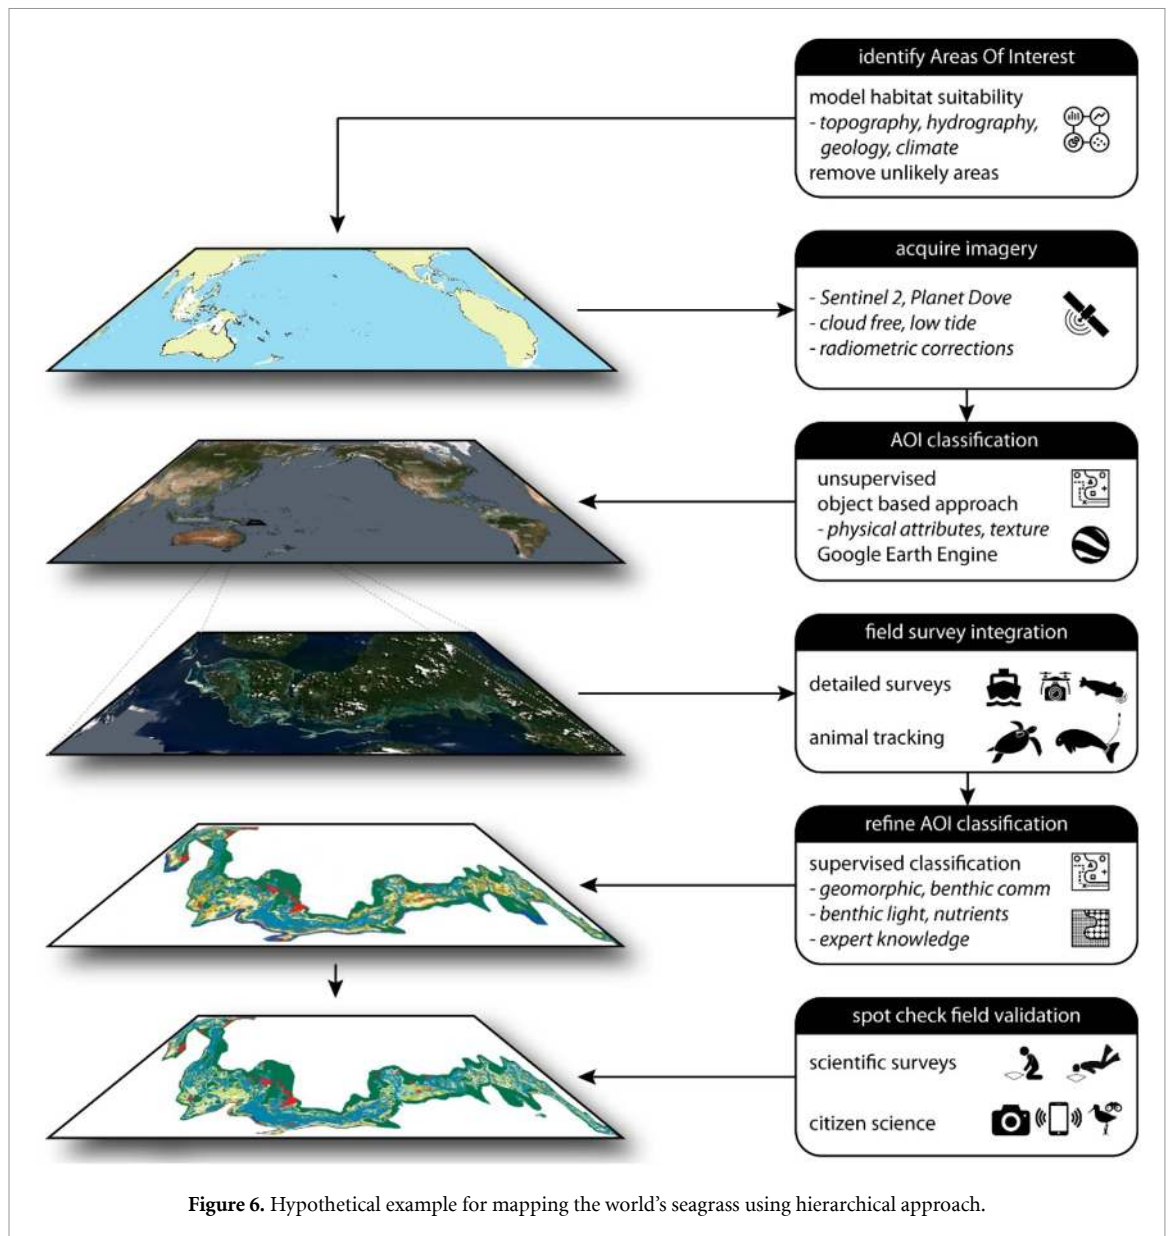 identify Areas Of Interest
model habitat suitability
- topography, hydrography,
geology, climate
remove unlikely areas
acquire imagery
- Sentinel 2, Planet Dove
- cloud free, low tide
- radiometric corrections
AOI classification
unsupervised
object based approach
- physical attributes, texture
Google Earth Engine
field survey integration
detailed surveys
animal tracking
refine AOI classification
supervised classification
- geomorphic, benthic comm
- benthic light, nutrients
- expert knowledge
spot check field validation
scientific surveys
citizen science
Figure 6. Hypothetical example for mapping the world's seagrass using hierarchical approach.